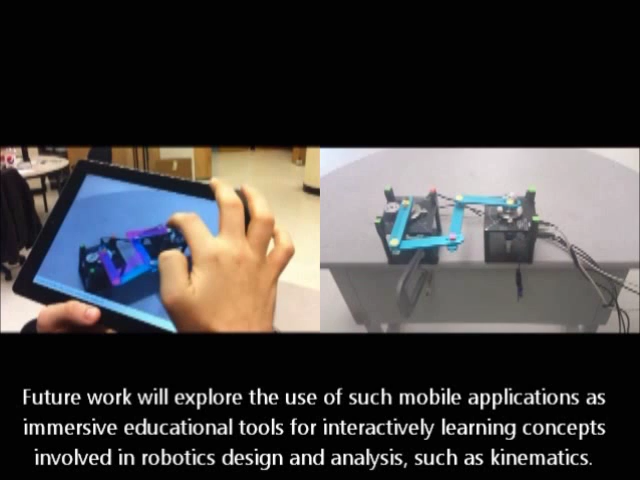 Future work will explore the use of such mobile applications as
immersive educational tools for interactively learning concepts
involved in robotics design and analysis, such as kinematics.